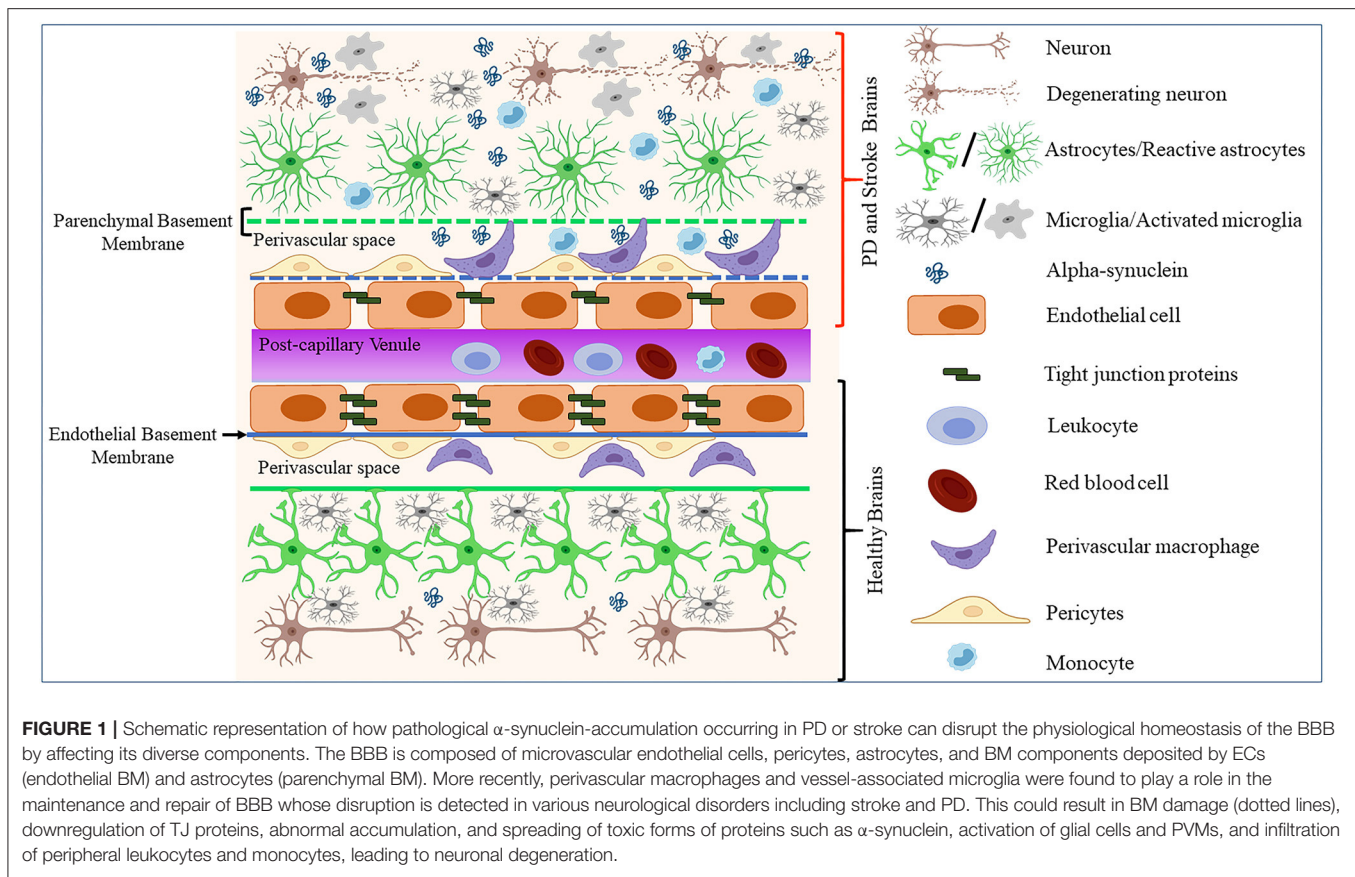 Parenchymal Basement
Membrane
Perivascular space
Post-capillary Venule
Endothelial Basement
Membrane
Perivascular space
PD and Stroke Brains
Healthy Brains
Neuron
Degenerating neuron
Astrocytes/Reactive astrocytes
Microglia/Activated microglia
Alpha-synuclein
Endothelial cell
Tight junction proteins
Leukocyte
Red blood cell
Perivascular macrophage
Pericytes
Monocyte
FIGURE 1 | Schematic representation of how pathological α-synuclein-accumulation occurring in PD or stroke can disrupt the physiological homeostasis of the BBB
by affecting its diverse components. The BBB is composed of microvascular endothelial cells, pericytes, astrocytes, and BM components deposited by ECs
(endothelial BM) and astrocytes (parenchymal BM). More recently, perivascular macrophages and vessel-associated microglia were found to play a role in the
maintenance and repair of BBB whose disruption is detected in various neurological disorders including stroke and PD. This could result in BM damage (dotted lines),
downregulation of TJ proteins, abnormal accumulation, and spreading of toxic forms of proteins such as α-synuclein, activation of glial cells and PVMs, and infiltration
of peripheral leukocytes and monocytes, leading to neuronal degeneration.